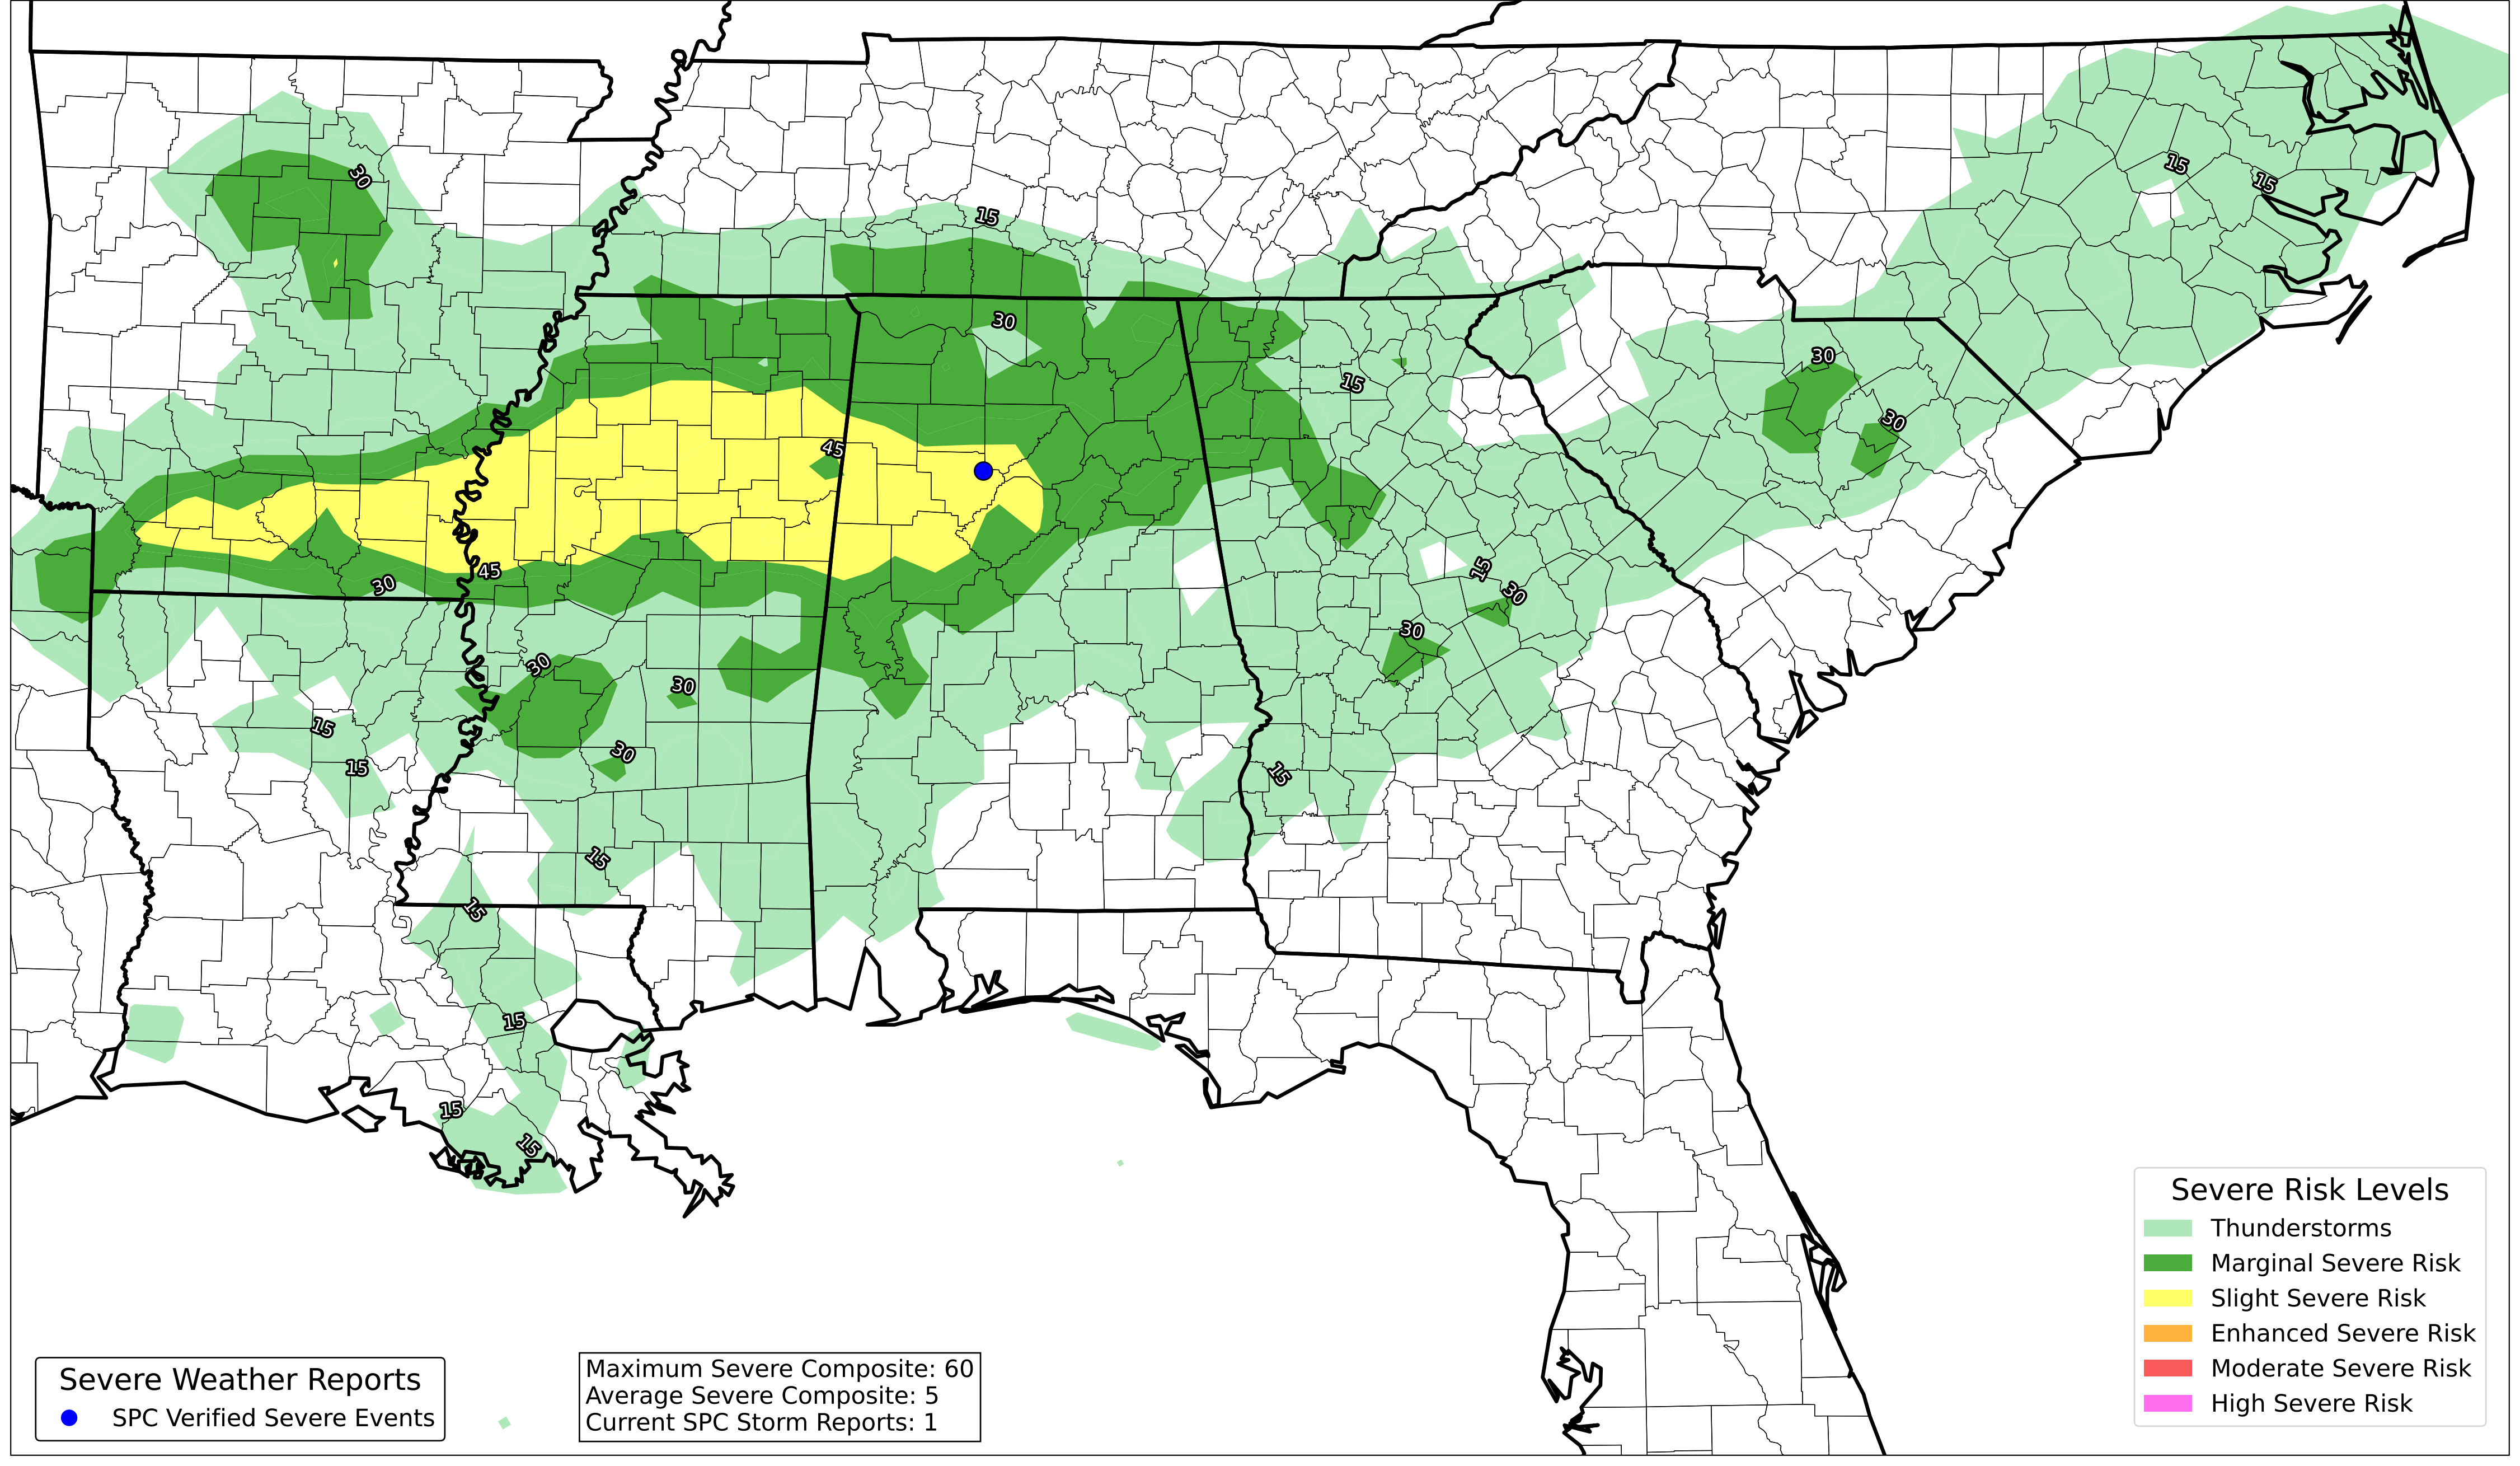 30
15
15
15
30
30
15
30
45
30
45
30
15
30
30
30
30
15
30
15
15
15
15
15
15
15
15
Severe Risk Levels
Thunderstorms
Marginal Severe Risk
Slight Severe Risk
Enhanced Severe Risk
Moderate Severe Risk
High Severe Risk
Severe Weather Reports
SPC Verified Severe Events
Maximum Severe Composite: 60
Average Severe Composite: 5
Current SPC Storm Reports: 1